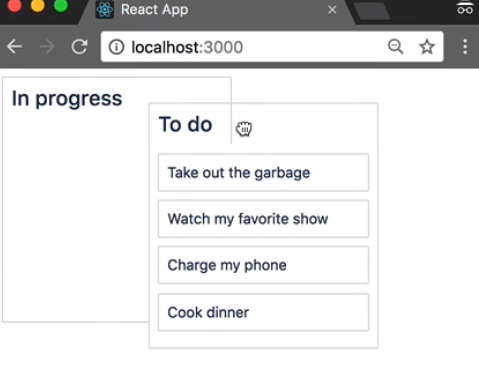 React App
localhost:3000
In progress
To do
Take out the garbage
Watch my favorite show
Charge my phone
Cook dinner